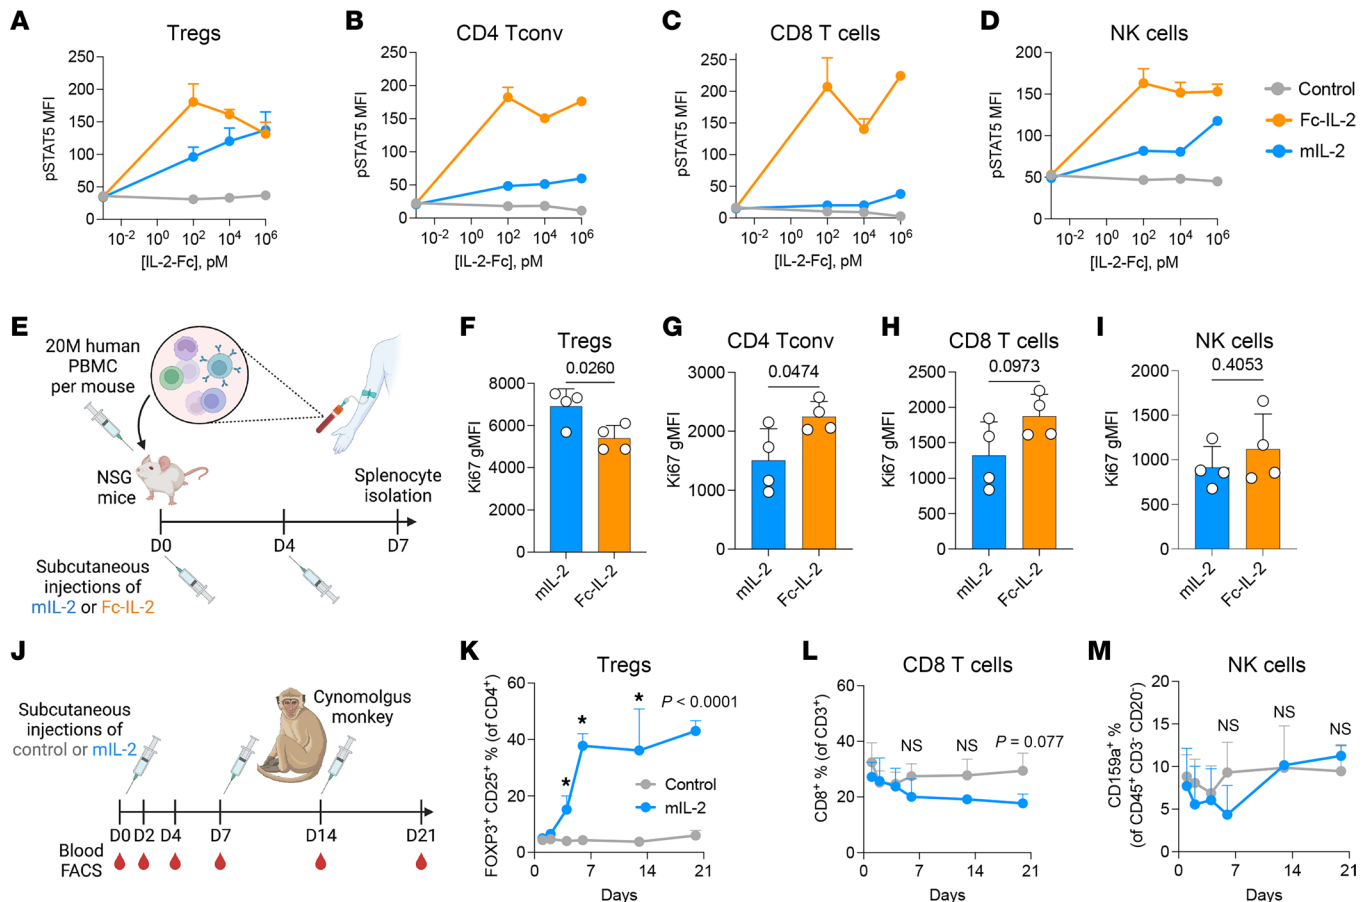 A
Tregs
pSTAT5 MFI
250
200
150
100
50
0
10⁻²
10⁰
10²
10⁴
10⁶
[IL-2-Fc], pM
B
CD4 Tconv
pSTAT5 MFI
250
200
150
100
50
0
10⁻²
10⁰
10²
10⁴
10⁶
[IL-2-Fc], pM
C
CD8 T cells
pSTAT5 MFI
250
200
150
100
50
0
10⁻²
10⁰
10²
10⁴
10⁶
[IL-2-Fc], pM
D
NK cells
pSTAT5 MFI
200
150
100
50
0
10⁻²
10⁰
10²
10⁴
10⁶
[IL-2-Fc], pM
Control
Fc-IL-2
mIL-2
E
20M human
PBMC
per mouse
NSG
mice
Splenocyte
isolation
D0
D4
D7
Subcutaneous
injections of
mIL-2 or Fc-IL-2
F
Tregs
0.0260
Ki67 gMFI
8000
6000
4000
2000
0
mIL-2
Fc-IL-2
G
CD4 Tconv
0.0474
Ki67 gMFI
3000
2000
1000
0
mIL-2
Fc-IL-2
H
CD8 T cells
0.0973
Ki67 gMFI
2500
2000
1500
1000
500
0
mIL-2
Fc-IL-2
I
NK cells
0.4053
Ki67 gMFI
2000
1500
1000
500
0
mIL-2
Fc-IL-2
J
Subcutaneous
injections of
control or mIL-2
Cynomolgus
monkey
D0
D2
D4
D7
D14
D21
Blood
FACS
K
Tregs
FOXP3⁺ CD25⁺ % (of CD4⁺)
60
40
20
0
*
*
*
P < 0.0001
Control
mIL-2
0
7
14
21
Days
L
CD8 T cells
CD8⁺ % (of CD3⁺)
60
40
20
0
NS
NS
P = 0.077
0
7
14
21
Days
M
NK cells
CD159a⁺ %
(of CD45⁺ CD3⁻ CD20⁻)
20
15
10
5
0
NS
NS
NS
0
7
14
21
Days